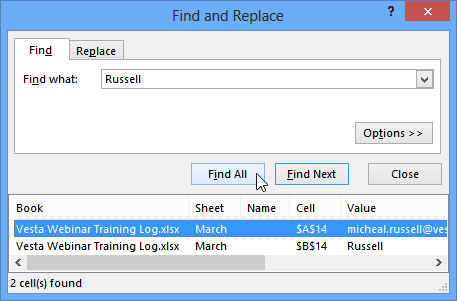 Find and Replace ?
Find Replace
Find what: Russell
Options >>
Find All Find Next Close
Book Sheet Name Cell Value
Vesta Webinar Training Log.xlsx March $A$14 micheal.russell@ves
Vesta Webinar Training Log.xlsx March $B$14 Russell
2 cell(s) found